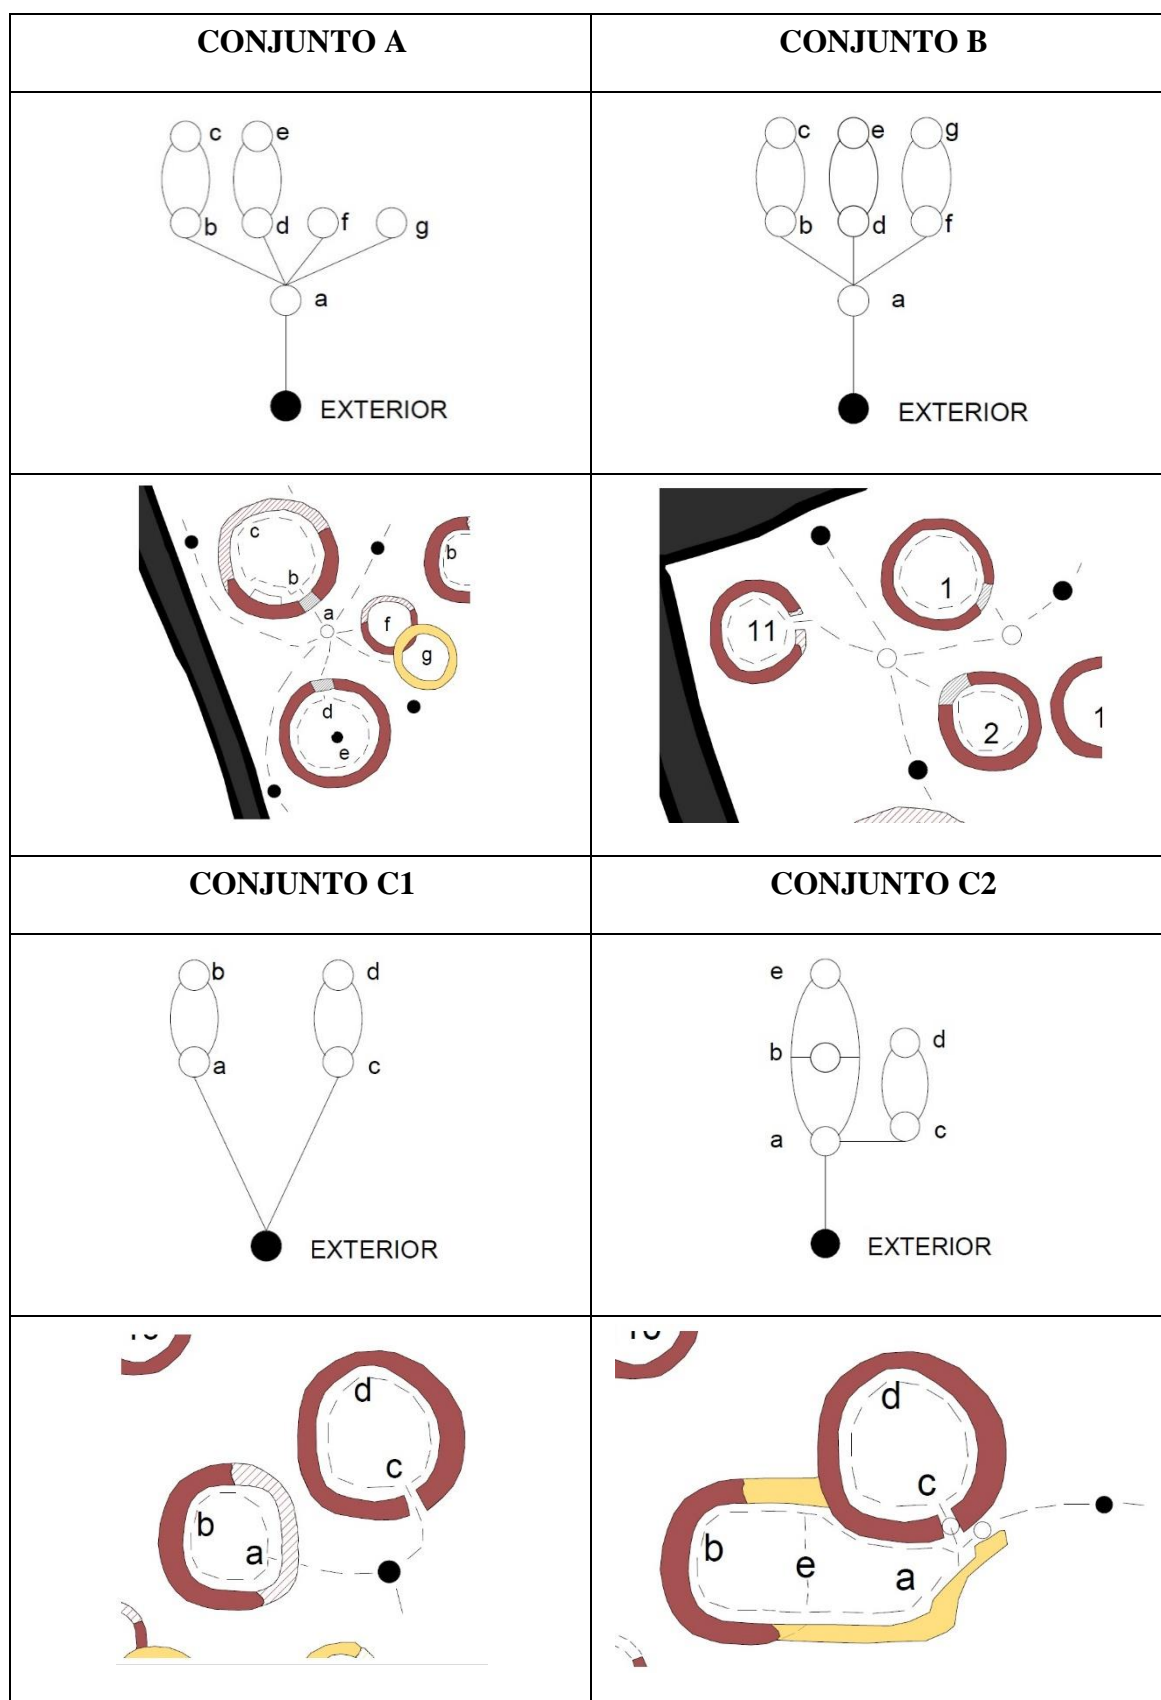 CONJUNTO A
CONJUNTO B
c e
b d f g
a
EXTERIOR
c e g
b d f
a
EXTERIOR
c
b
b
a
f
g
d
e
1
11
2
1
CONJUNTO C1
CONJUNTO C2
b d
a c
EXTERIOR
e
d
b
a c
EXTERIOR
d
c
b
a
d
c
b
e
a